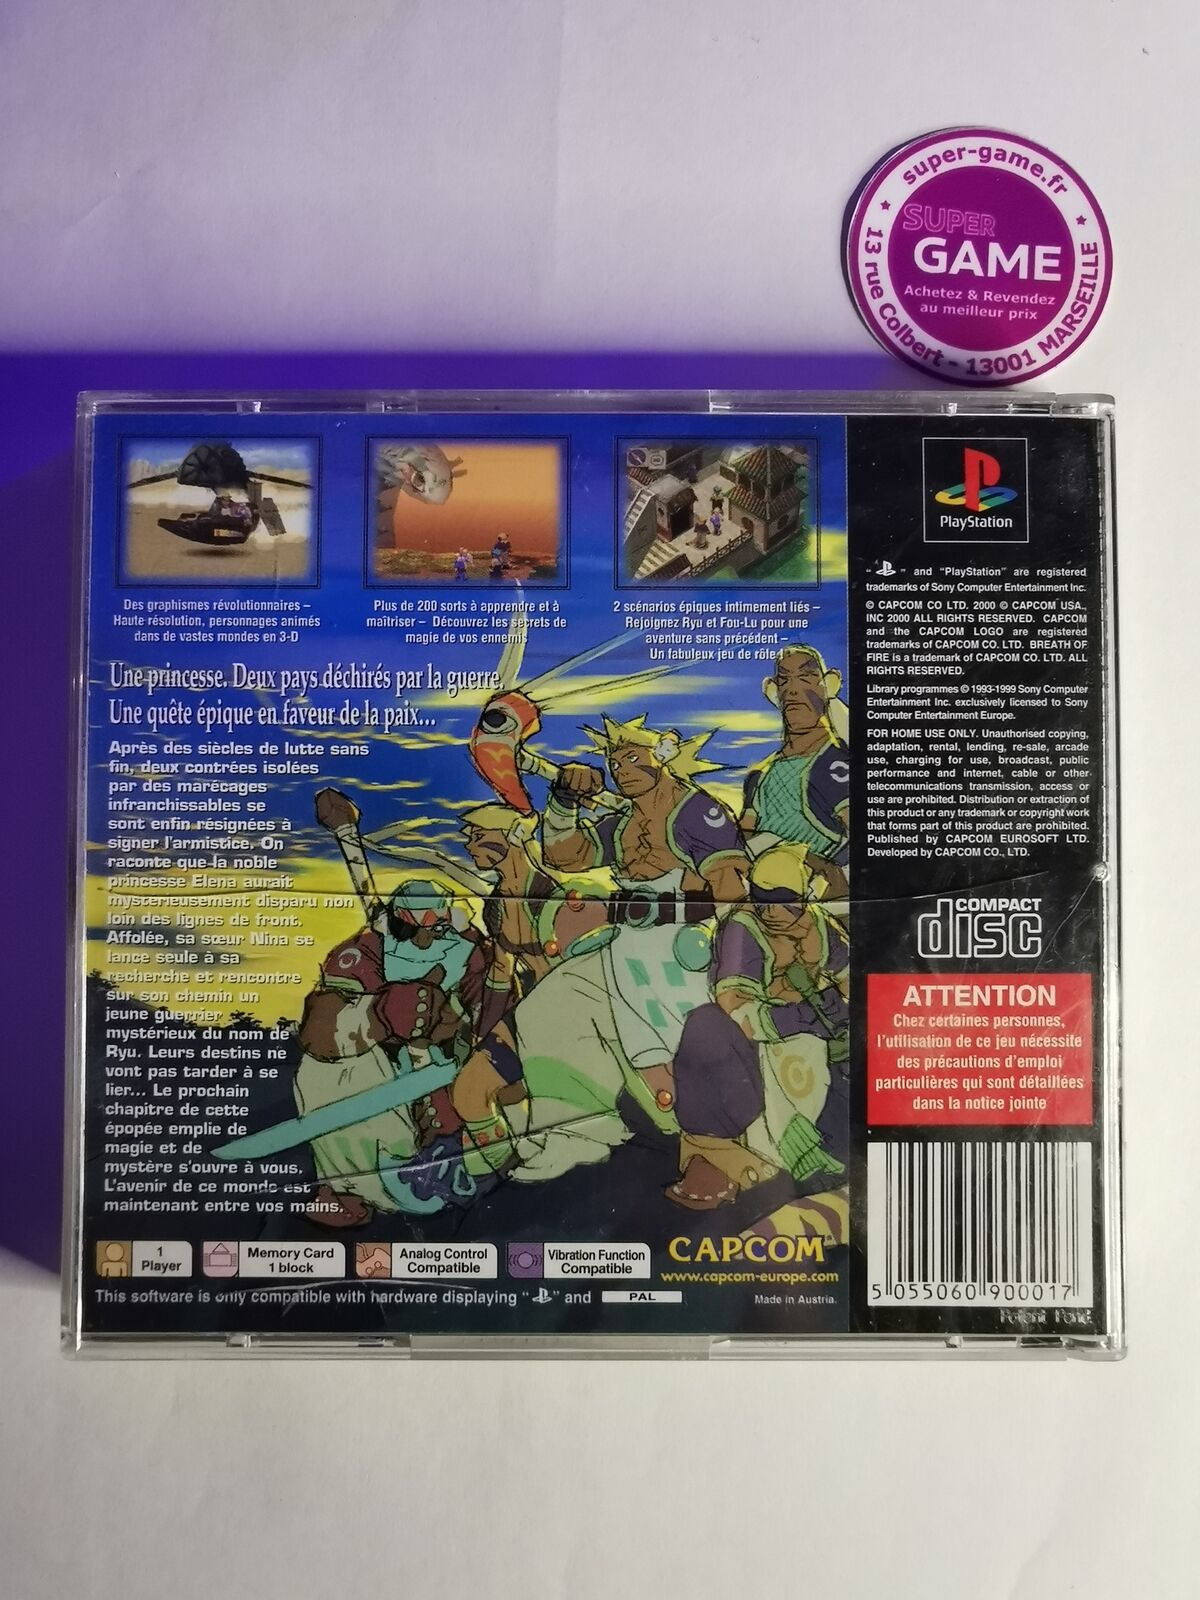 super-game.fr
SUPER
GAME
Achetez & Revendez
au meilleur prix
13 rue Colbert - 13001 MARSEILLE
Des graphismes révolutionnaires –
Haute résolution, personnages animés
dans de vastes mondes en 3-D
Plus de 200 sorts à apprendre et à
maîtriser – Découvrez les secrets de
magie de vos ennemis
2 scénarios épiques intimement liés –
Rejoignez Ryu et Fou-Lu pour une
aventure sans précédent –
Un fabuleux jeu de rôle !
Une princesse. Deux pays déchirés par la guerre.
Une quête épique en faveur de la paix...
Après des siècles de lutte sans
fin, deux contrées isolées
par des marécages
infranchissables se
sont enfin résignées à
signer l'armistice. On
raconte que la noble
princesse Elena aurait
mystérieusement disparu non
loin des lignes de front.
Affolée, sa sœur Nina se
lance seule à sa
recherche et rencontre
sur son chemin un
jeune guerrier
mystérieux du nom de
Ryu. Leurs destins ne
vont pas tarder à se
lier... Le prochain
chapitre de cette
épopée emplie de
magie et de
mystère s'ouvre à vous.
L'avenir de ce monde est
maintenant entre vos mains.
1
Player
Memory Card
1 block
Analog Control
Compatible
Vibration Function
Compatible
CAPCOM
www.capcom-europe.com
This software is only compatible with hardware displaying " " and PAL
Made in Austria.
PlayStation
" " and "PlayStation" are registered
trademarks of Sony Computer Entertainment Inc.
© CAPCOM CO LTD. 2000 © CAPCOM USA.,
INC 2000 ALL RIGHTS RESERVED. CAPCOM
and the CAPCOM LOGO are registered
trademarks of CAPCOM CO. LTD. BREATH OF
FIRE is a trademark of CAPCOM CO. LTD. ALL
RIGHTS RESERVED.
Library programmes © 1993-1999 Sony Computer
Entertainment Inc. exclusively licensed to Sony
Computer Entertainment Europe.
FOR HOME USE ONLY. Unauthorised copying,
adaptation, rental, lending, re-sale, arcade
use, charging for use, broadcast, public
performance and internet, cable or other
telecommunications transmission, access or
use are prohibited. Distribution or extraction of
this product or any trademark or copyright work
that forms part of this product are prohibited.
Published by CAPCOM EUROSOFT LTD.
Developed by CAPCOM CO., LTD.
COMPACT
disc
ATTENTION
Chez certaines personnes,
l'utilisation de ce jeu nécessite
des précautions d'emploi
particulières qui sont détaillées
dans la notice jointe
5 055060 900017
Patent Pend.